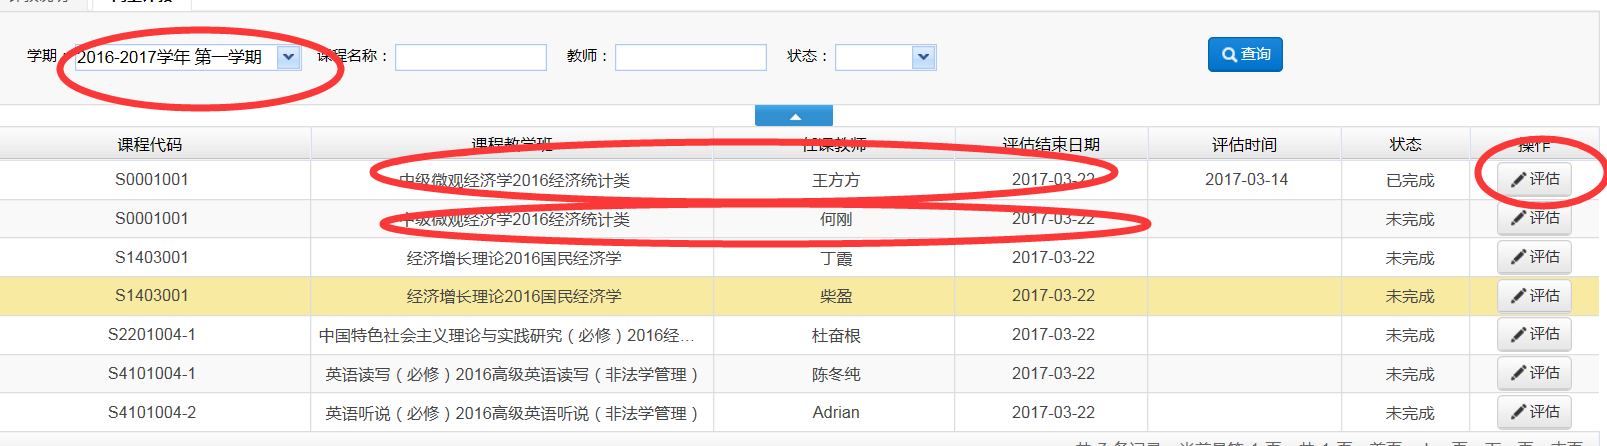 学期： 2016-2017学年 第一学期 课程名称： 教师： 状态： 查询
课程代码 课程教学班 任课教师 评估结束日期 评估时间 状态 操作
S0001001 中级微观经济学2016经济统计类 王方方 2017-03-22 2017-03-14 已完成 评估
S0001001 中级微观经济学2016经济统计类 何刚 2017-03-22 未完成 评估
S1403001 经济增长理论2016国民经济学 丁霞 2017-03-22 未完成 评估
S1403001 经济增长理论2016国民经济学 柴盈 2017-03-22 未完成 评估
S2201004-1 中国特色社会主义理论与实践研究（必修）2016经... 杜奋根 2017-03-22 未完成 评估
S4101004-1 英语读写（必修）2016高级英语读写（非法学管理） 陈冬纯 2017-03-22 未完成 评估
S4101004-2 英语听说（必修）2016高级英语听说（非法学管理） Adrian 2017-03-22 未完成 评估